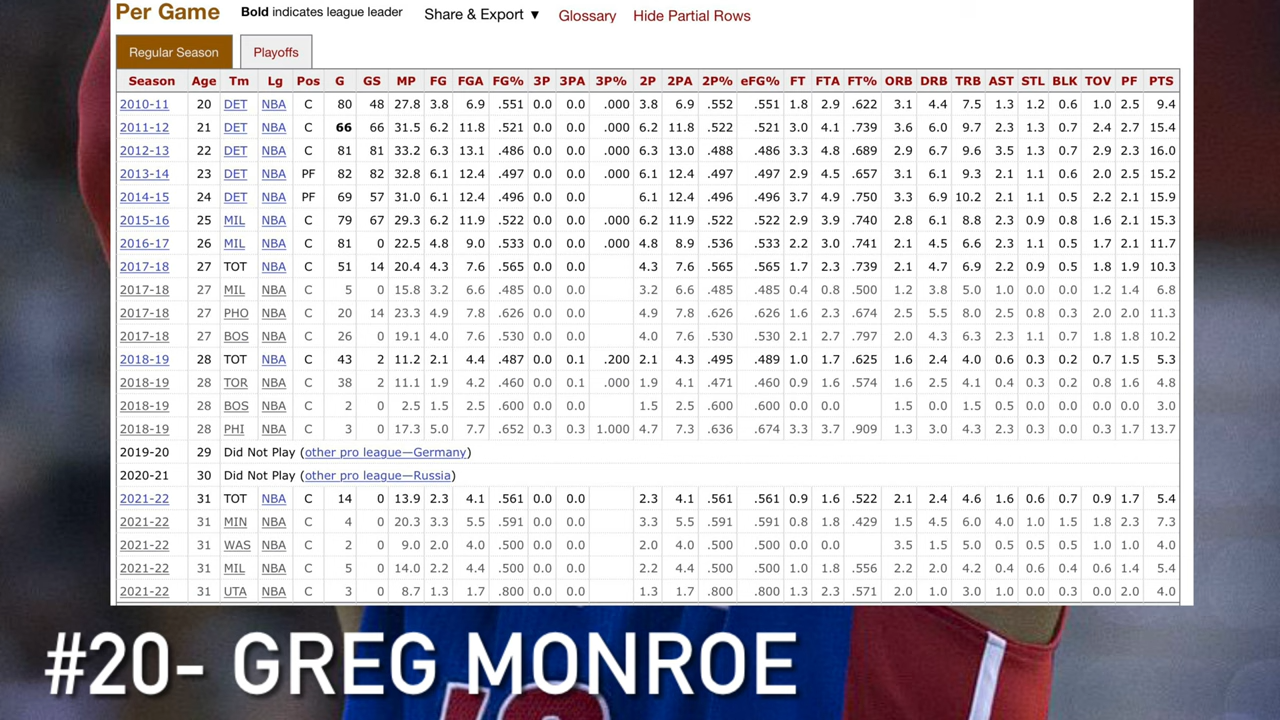 Per Game Bold indicates league leader Share & Export ▼ Glossary Hide Partial Rows
Regular Season Playoffs
Season Age Tm Lg Pos G GS MP FG FGA FG% 3P 3PA 3P% 2P 2PA 2P% eFG% FT FTA FT% ORB DRB TRB AST STL BLK TOV PF PTS
2010-11 20 DET NBA C 80 48 27.8 3.8 6.9 .551 0.0 0.0 .000 3.8 6.9 .552 .551 1.8 2.9 .622 3.1 4.4 7.5 1.3 1.2 0.6 1.0 2.5 9.4
2011-12 21 DET NBA C 66 66 31.5 6.2 11.8 .521 0.0 0.0 .000 6.2 11.8 .522 .521 3.0 4.1 .739 3.6 6.0 9.7 2.3 1.3 0.7 2.4 2.7 15.4
2012-13 22 DET NBA C 81 81 33.2 6.3 13.1 .486 0.0 0.0 .000 6.3 13.0 .488 .486 3.3 4.8 .689 2.9 6.7 9.6 3.5 1.3 0.7 2.9 2.3 16.0
2013-14 23 DET NBA PF 82 82 32.8 6.1 12.4 .497 0.0 0.0 .000 6.1 12.4 .497 .497 2.9 4.5 .657 3.1 6.1 9.3 2.1 1.1 0.6 2.0 2.5 15.2
2014-15 24 DET NBA PF 69 57 31.0 6.1 12.4 .496 0.0 0.0 6.1 12.4 .496 .496 3.7 4.9 .750 3.3 6.9 10.2 2.1 1.1 0.5 2.2 2.1 15.9
2015-16 25 MIL NBA C 79 67 29.3 6.2 11.9 .522 0.0 0.0 .000 6.2 11.9 .522 .522 2.9 3.9 .740 2.8 6.1 8.8 2.3 0.9 0.8 1.6 2.1 15.3
2016-17 26 MIL NBA C 81 0 22.5 4.8 9.0 .533 0.0 0.0 .000 4.8 8.9 .536 .533 2.2 3.0 .741 2.1 4.5 6.6 2.3 1.1 0.5 1.7 2.1 11.7
2017-18 27 TOT NBA C 51 14 20.4 4.3 7.6 .565 0.0 0.0 4.3 7.6 .565 .565 1.7 2.3 .739 2.1 4.7 6.9 2.2 0.9 0.5 1.8 1.9 10.3
2017-18 27 MIL NBA C 5 0 15.8 3.2 6.6 .485 0.0 0.0 3.2 6.6 .485 .485 0.4 0.8 .500 1.2 3.8 5.0 1.0 0.0 0.0 1.2 1.4 6.8
2017-18 27 PHO NBA C 20 14 23.3 4.9 7.8 .626 0.0 0.0 4.9 7.8 .626 .626 1.6 2.3 .674 2.5 5.5 8.0 2.5 0.8 0.3 2.0 2.0 11.3
2017-18 27 BOS NBA C 26 0 19.1 4.0 7.6 .530 0.0 0.0 4.0 7.6 .530 .530 2.1 2.7 .797 2.0 4.3 6.3 2.3 1.1 0.7 1.8 1.8 10.2
2018-19 28 TOT NBA C 43 2 11.2 2.1 4.4 .487 0.0 0.1 .200 2.1 4.3 .495 .489 1.0 1.7 .625 1.6 2.4 4.0 0.6 0.3 0.2 0.7 1.5 5.3
2018-19 28 TOR NBA C 38 2 11.1 1.9 4.2 .460 0.0 0.1 .000 1.9 4.1 .471 .460 0.9 1.6 .574 1.6 2.5 4.1 0.4 0.3 0.2 0.8 1.6 4.8
2018-19 28 BOS NBA C 2 0 2.5 1.5 2.5 .600 0.0 0.0 1.5 2.5 .600 .600 0.0 0.0 1.5 0.0 1.5 0.5 0.0 0.0 0.0 0.0 3.0
2018-19 28 PHI NBA C 3 0 17.3 5.0 7.7 .652 0.3 0.3 1.000 4.7 7.3 .636 .674 3.3 3.7 .909 1.3 3.0 4.3 2.3 0.3 0.0 0.3 1.7 13.7
2019-20 29 Did Not Play (other pro league—Germany)
2020-21 30 Did Not Play (other pro league—Russia)
2021-22 31 TOT NBA C 14 0 13.9 2.3 4.1 .561 0.0 0.0 2.3 4.1 .561 .561 0.9 1.6 .522 2.1 2.4 4.6 1.6 0.6 0.7 0.9 1.7 5.4
2021-22 31 MIN NBA C 4 0 20.3 3.3 5.5 .591 0.0 0.0 3.3 5.5 .591 .591 0.8 1.8 .429 1.5 4.5 6.0 4.0 1.0 1.5 1.8 2.3 7.3
2021-22 31 WAS NBA C 2 0 9.0 2.0 4.0 .500 0.0 0.0 2.0 4.0 .500 .500 0.0 0.0 3.5 1.5 5.0 0.5 0.5 0.5 1.0 1.0 4.0
2021-22 31 MIL NBA C 5 0 14.0 2.2 4.4 .500 0.0 0.0 2.2 4.4 .500 .500 1.0 1.8 .556 2.2 2.0 4.2 0.4 0.6 0.4 0.6 1.4 5.4
2021-22 31 UTA NBA C 3 0 8.7 1.3 1.7 .800 0.0 0.0 1.3 1.7 .800 .800 1.3 2.3 .571 2.0 1.0 3.0 1.0 0.0 0.3 0.0 2.0 4.0
#20- GREG MONROE